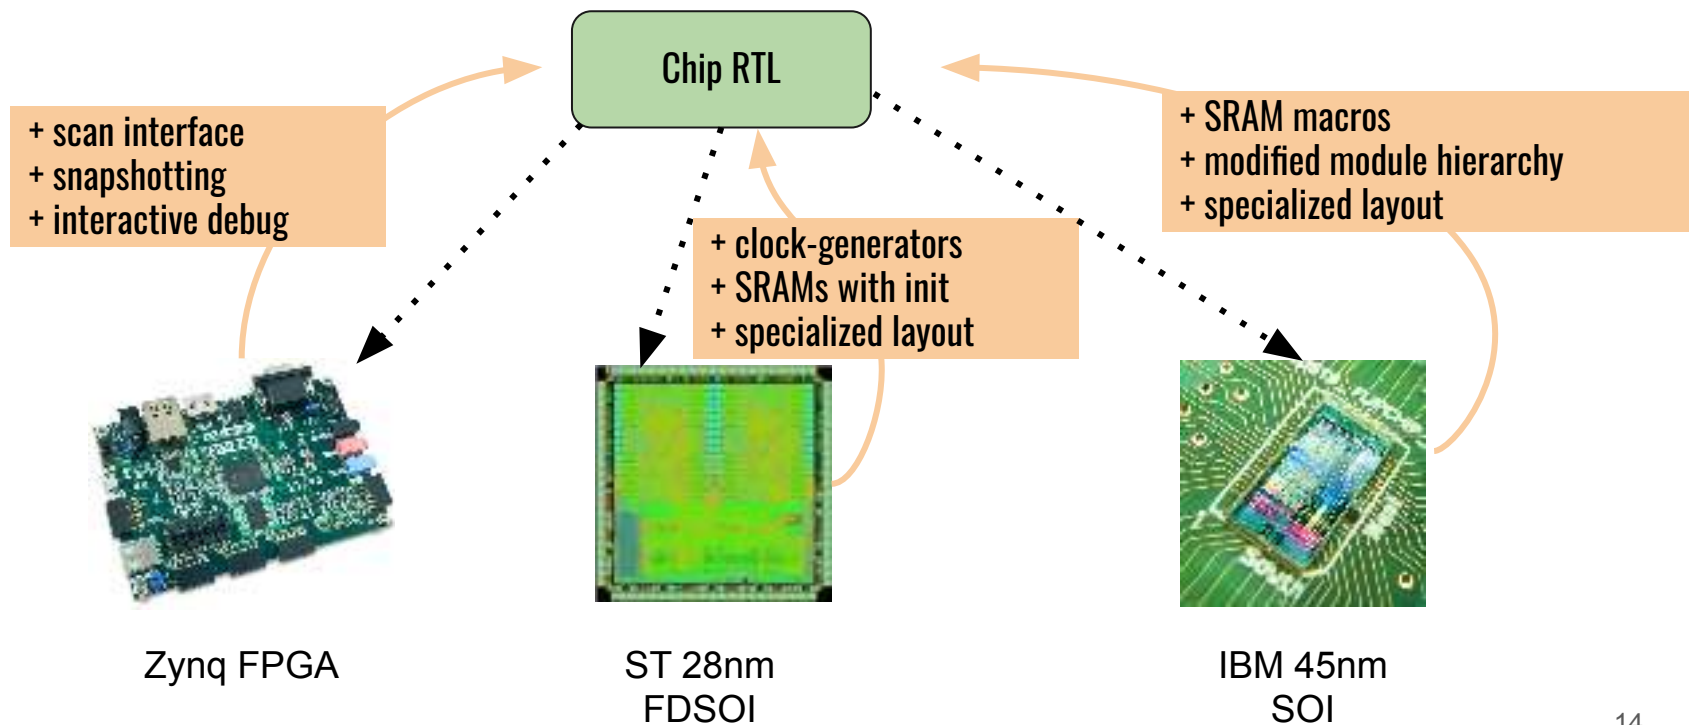 Chip RTL
+ scan interface
+ snapshotting
+ interactive debug
+ clock-generators
+ SRAMs with init
+ specialized layout
+ SRAM macros
+ modified module hierarchy
+ specialized layout
Zynq FPGA
ST 28nm
FDSOI
IBM 45nm
SOI
14